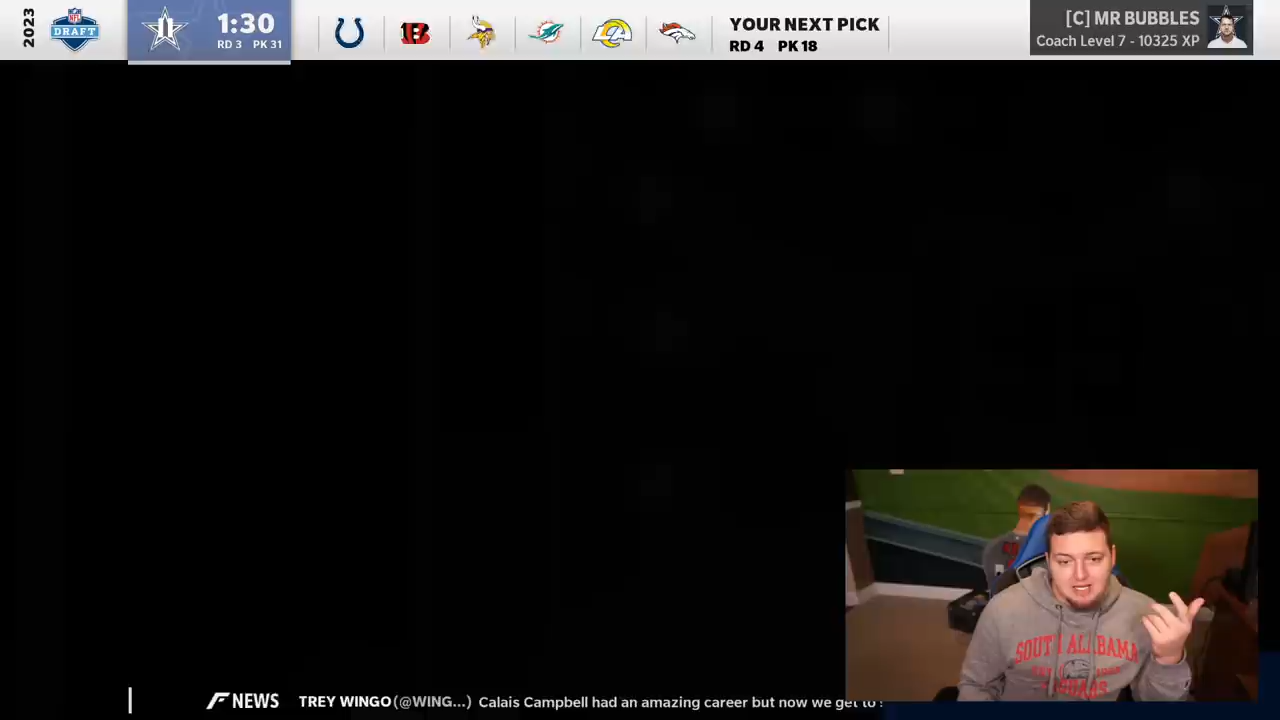 2023
NFL
DRAFT
1:30
RD 3 PK 31
YOUR NEXT PICK
RD 4 PK 18
[C] MR BUBBLES
Coach Level 7 - 10325 XP
SOUTH ALABAMA
NEWS
TREY WINGO(@WING...) Calais Campbell had an amazing career but now we get to